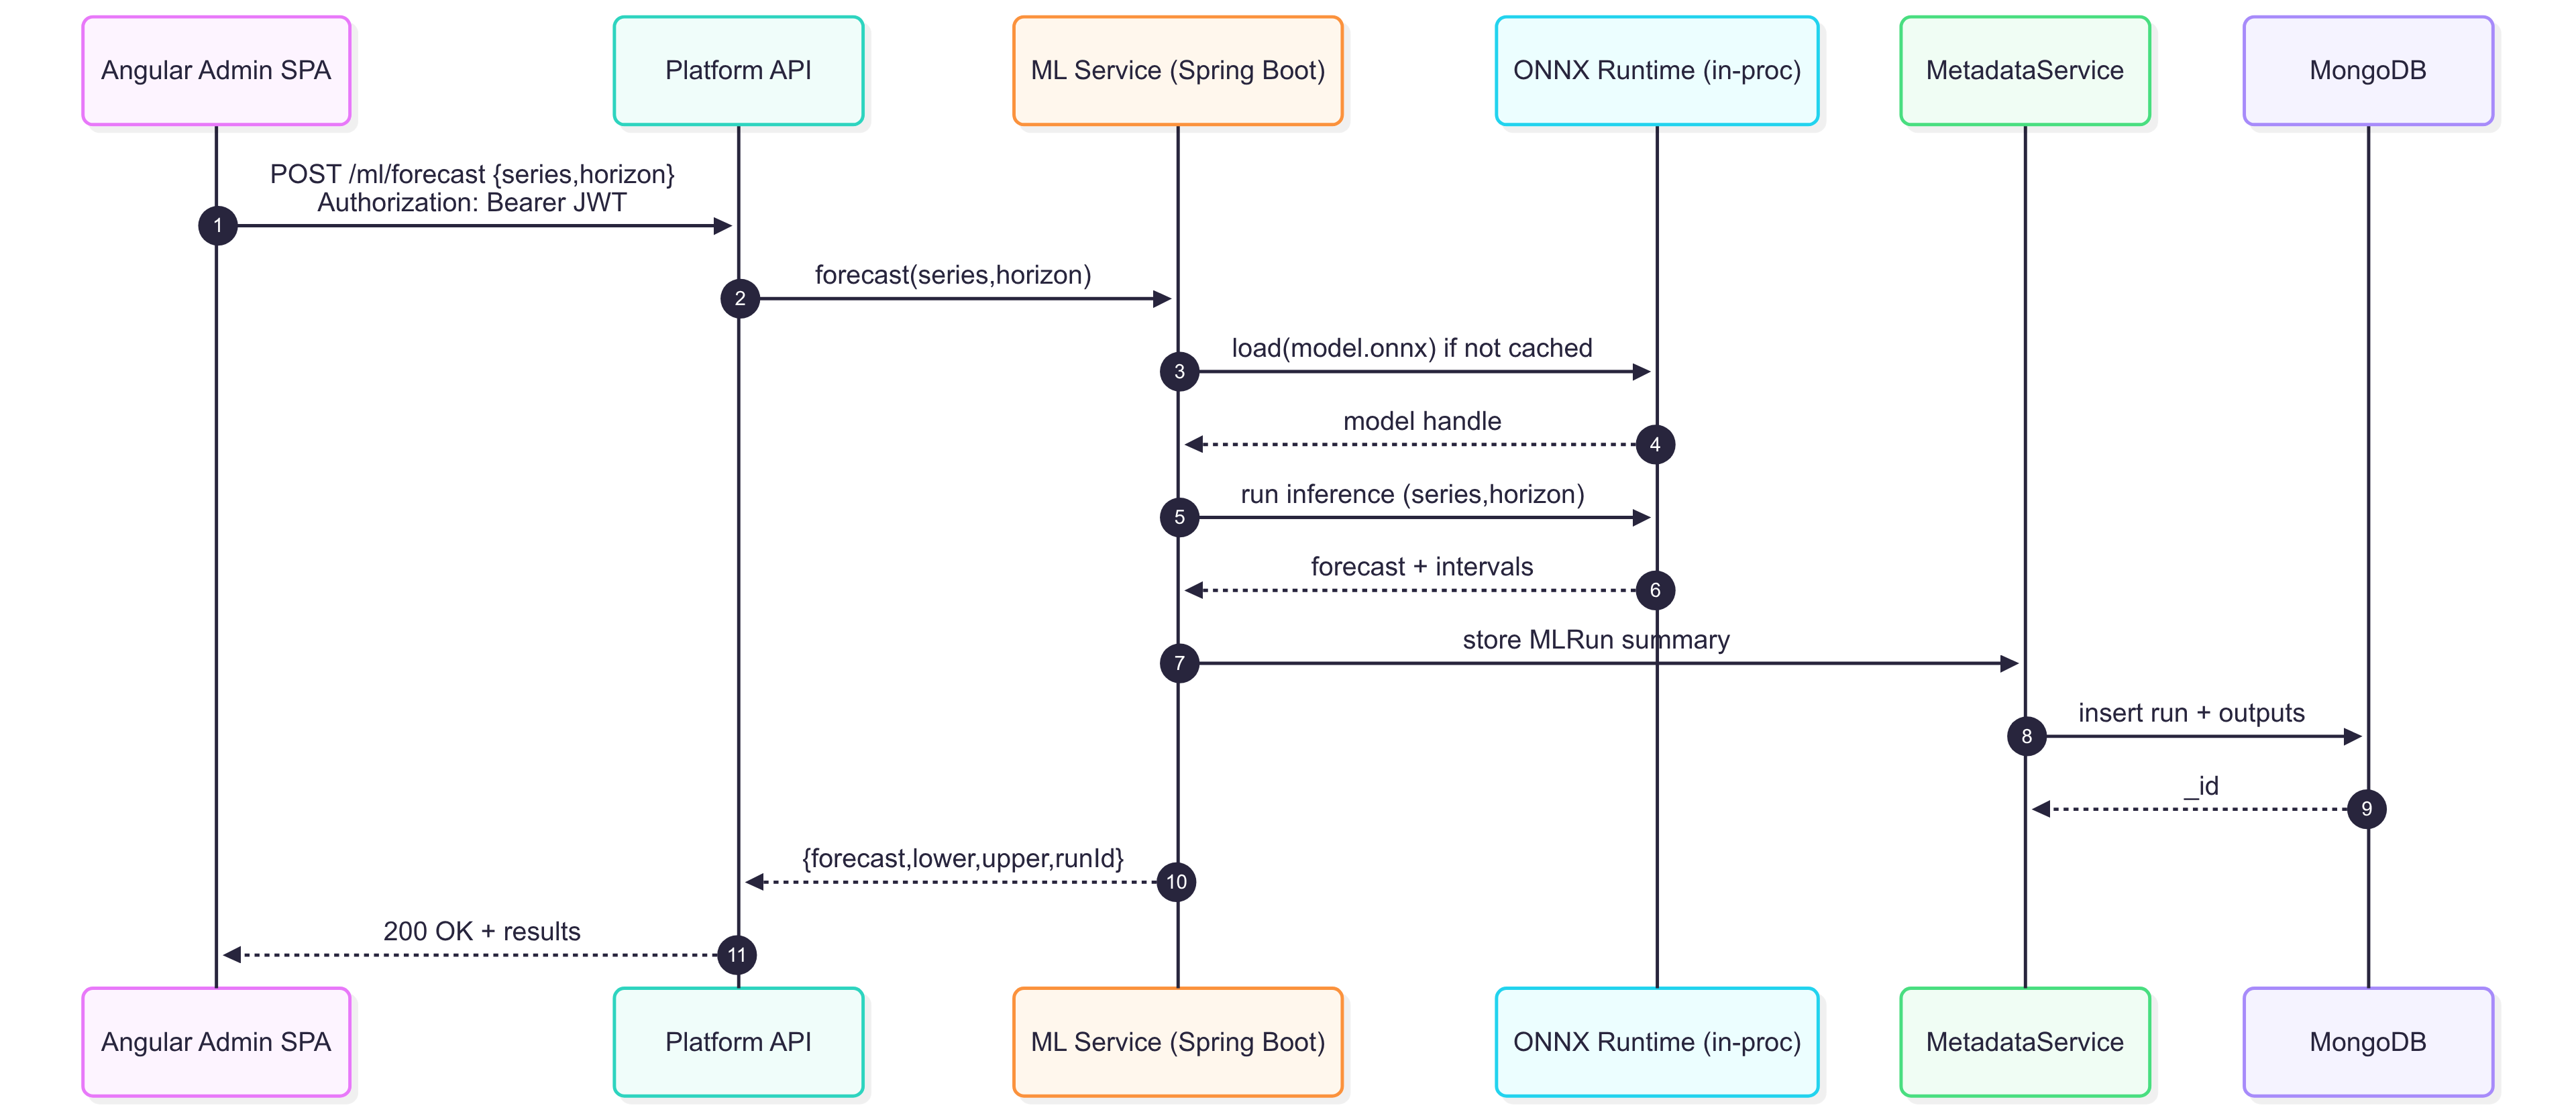 Angular Admin SPA
Platform API
ML Service (Spring Boot)
ONNX Runtime (in-proc)
MetadataService
MongoDB
POST /ml/forecast {series,horizon}
Authorization: Bearer JWT
1
forecast(series,horizon)
2
load(model.onnx) if not cached
3
model handle
4
run inference (series,horizon)
5
forecast + intervals
6
store MLRun summary
7
insert run + outputs
8
_id
9
{forecast,lower,upper,runId}
10
200 OK + results
11
Angular Admin SPA
Platform API
ML Service (Spring Boot)
ONNX Runtime (in-proc)
MetadataService
MongoDB